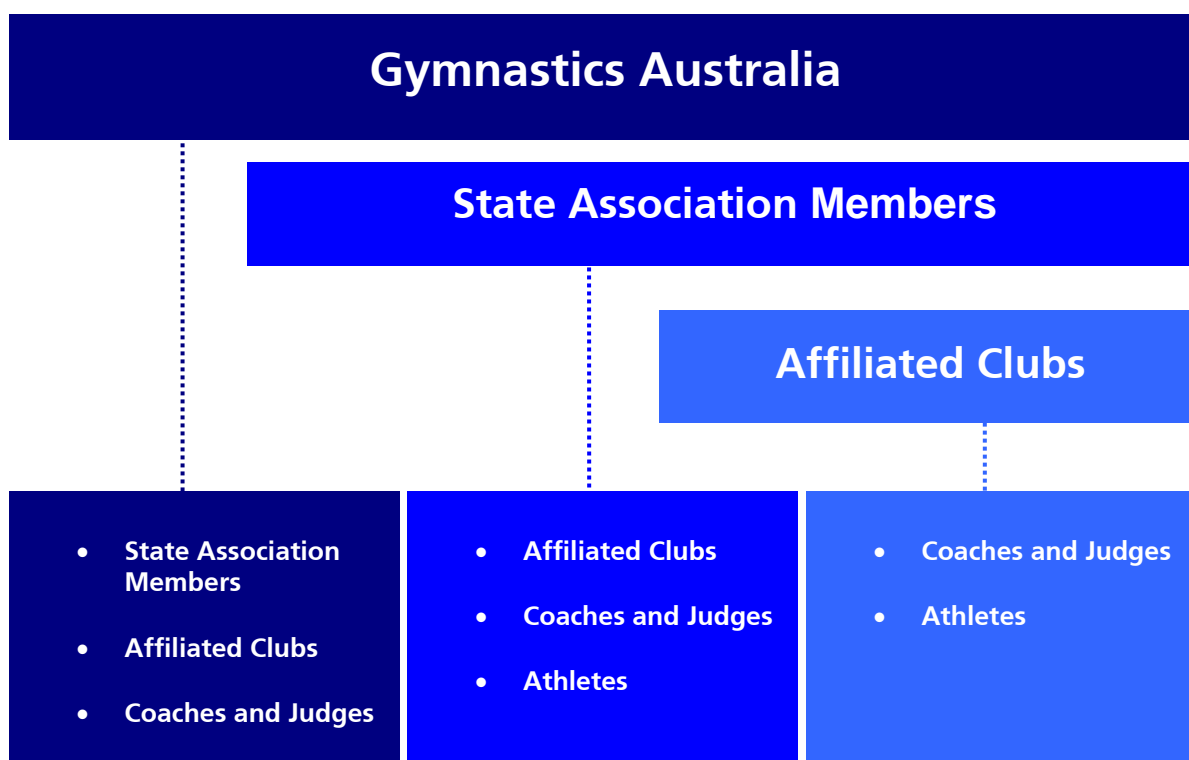 Gymnastics Australia
State Association Members
Affiliated Clubs
• State Association
Members
• Affiliated Clubs
• Coaches and Judges
• Affiliated Clubs
• Coaches and Judges
• Athletes
• Coaches and Judges
• Athletes